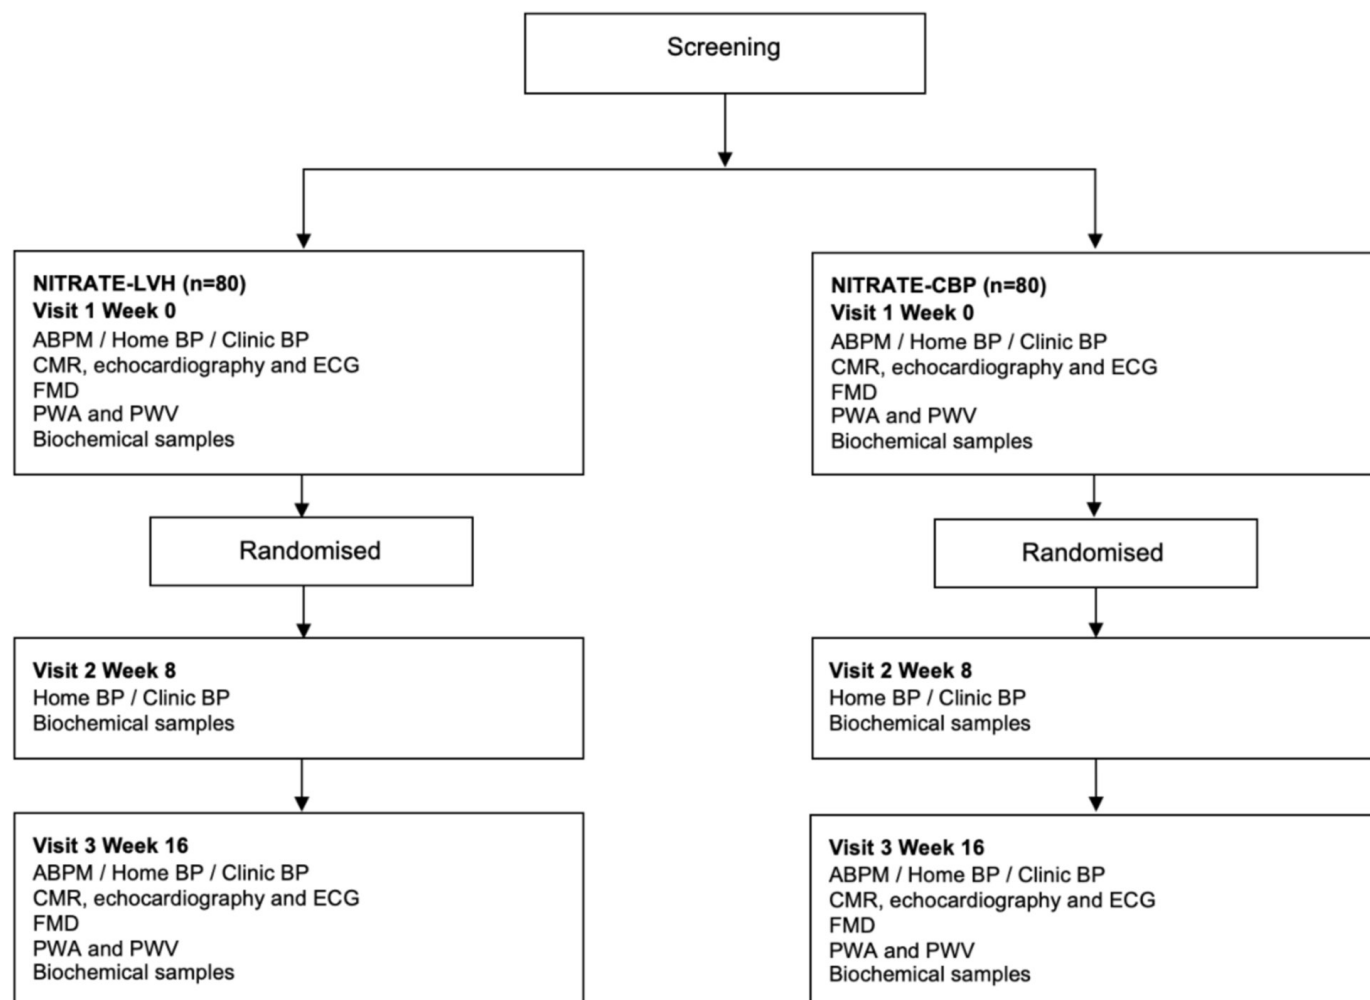 Screening
NITRATE-LVH (n=80)
Visit 1 Week 0
ABPM / Home BP / Clinic BP
CMR, echocardiography and ECG
FMD
PWA and PWV
Biochemical samples
NITRATE-CBP (n=80)
Visit 1 Week 0
ABPM / Home BP / Clinic BP
CMR, echocardiography and ECG
FMD
PWA and PWV
Biochemical samples
Randomised
Randomised
Visit 2 Week 8
Home BP / Clinic BP
Biochemical samples
Visit 2 Week 8
Home BP / Clinic BP
Biochemical samples
Visit 3 Week 16
ABPM / Home BP / Clinic BP
CMR, echocardiography and ECG
FMD
PWA and PWV
Biochemical samples
Visit 3 Week 16
ABPM / Home BP / Clinic BP
CMR, echocardiography and ECG
FMD
PWA and PWV
Biochemical samples